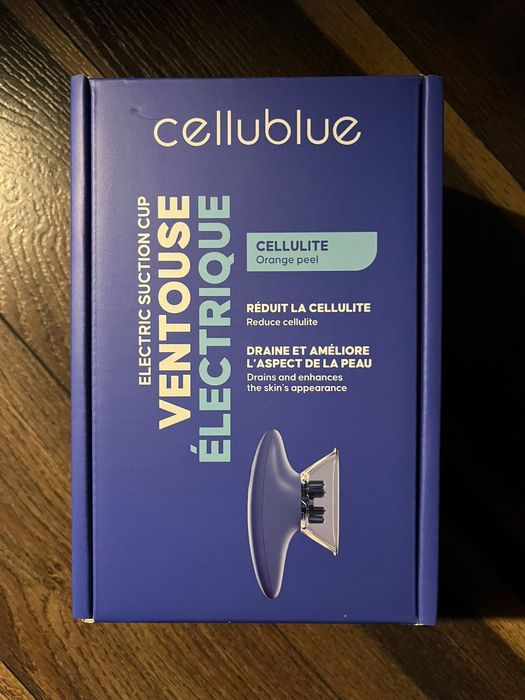 cellublue
ELECTRIC SUCTION CUP
VENTOUSE
ÉLECTRIQUE
CELLULITE
Orange peel
RÉDUIT LA CELLULITE
Reduce cellulite
DRAINE ET AMÉLIORE
L'ASPECT DE LA PEAU
Drains and enhances
the skin's appearance